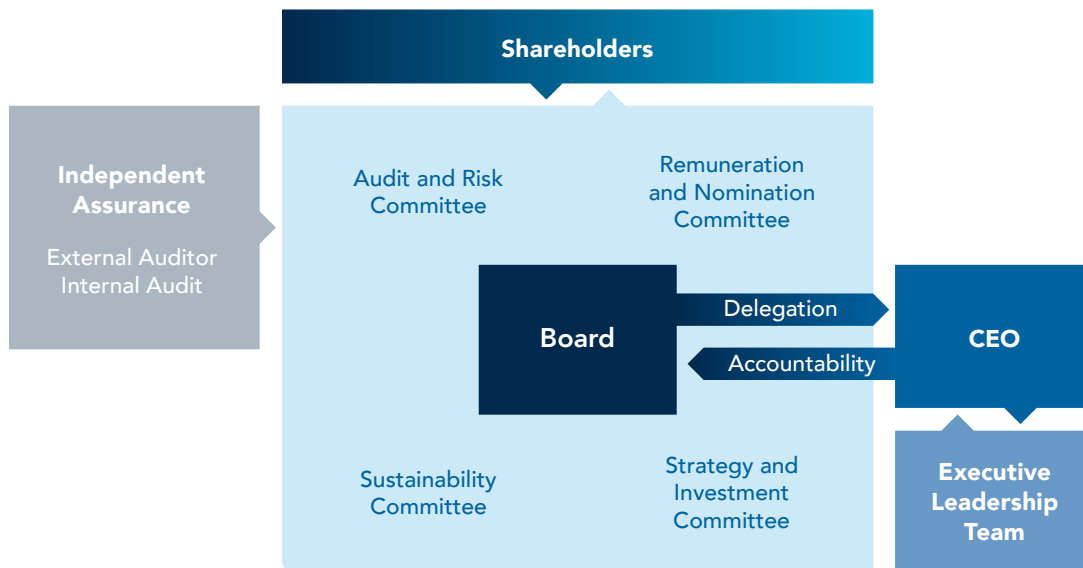 Shareholders
Independent
Assurance
External Auditor
Internal Audit
Audit and Risk
Committee
Remuneration
and Nomination
Committee
Board
Delegation
Accountability
CEO
Sustainability
Committee
Strategy and
Investment
Committee
Executive
Leadership
Team